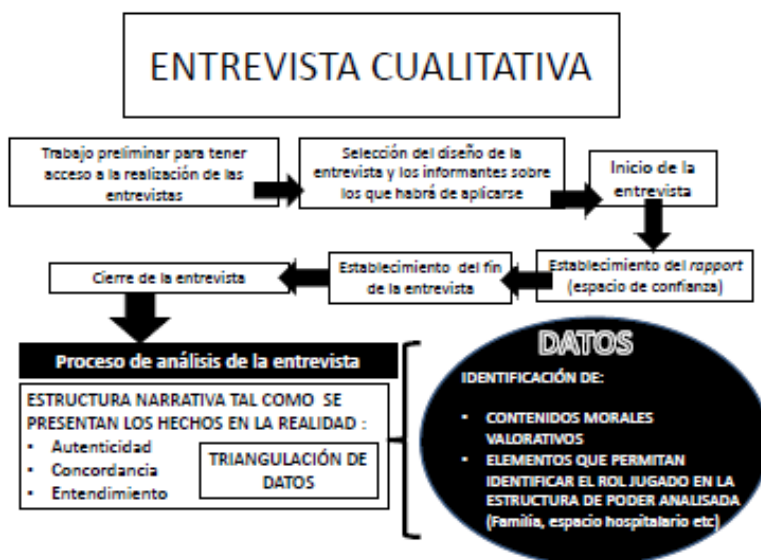 ENTREVISTA CUALITATIVA
Trabajo preliminar para tener
acceso a la realización de las
entrevistas
Selección del diseño de la
entrevista y los informantes sobre
los que habrá de aplicarse
Inicio de la
entrevista
Establecimiento del rapport
(espacio de confianza)
Establecimiento del fin
de la entrevista
Cierre de la entrevista
Proceso de análisis de la entrevista
ESTRUCTURA NARRATIVA TAL COMO SE
PRESENTAN LOS HECHOS EN LA REALIDAD :
• Autenticidad
• Concordancia
• Entendimiento
TRIANGULACIÓN DE
DATOS
DATOS
IDENTIFICACIÓN DE:
• CONTENIDOS MORALES
VALORATIVOS
• ELEMENTOS QUE PERMITAN
IDENTIFICAR EL ROL JUGADO EN LA
ESTRUCTURA DE PODER ANALISADA
(Familia, espacio hospitalario etc)